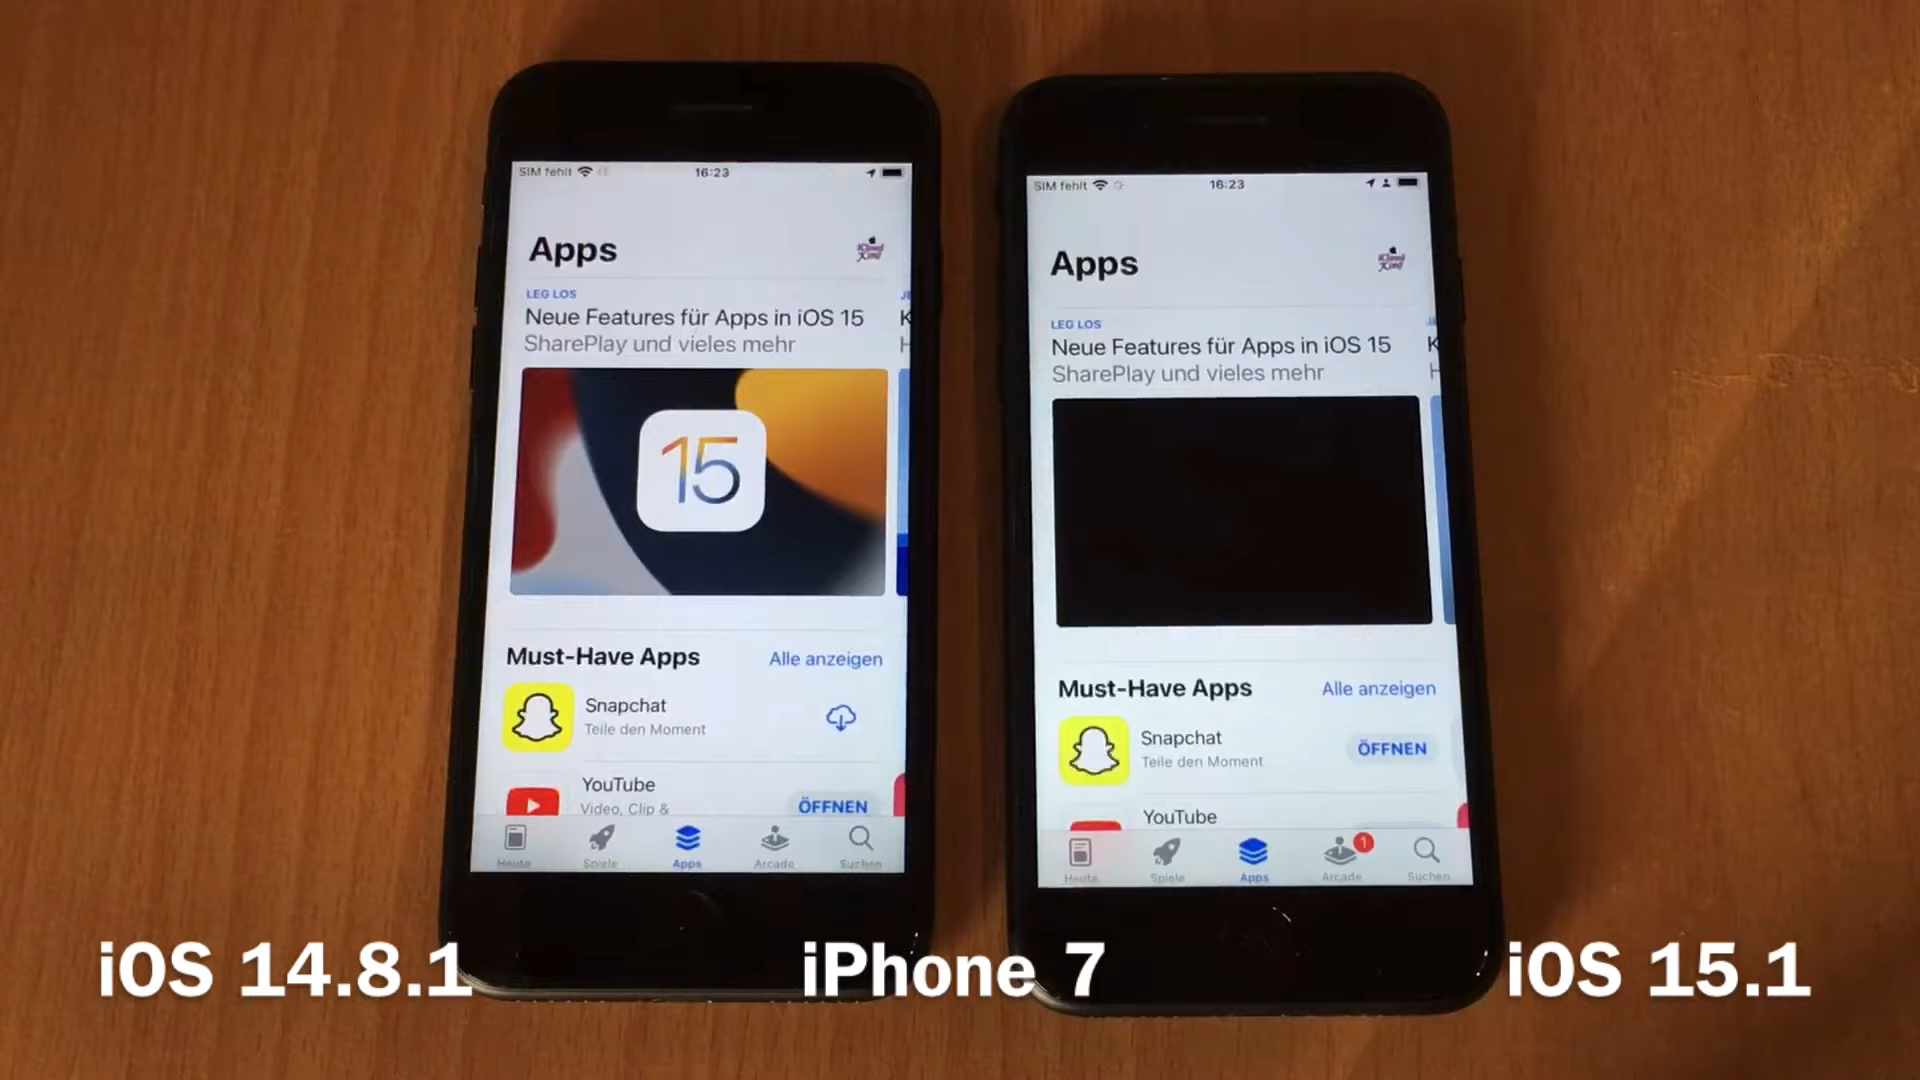 SIM fehlt
16:23
Apps
LEG LOS
Neue Features für Apps in iOS 15
SharePlay und vieles mehr
K
H
15
Must-Have Apps
Alle anzeigen
Snapchat
Teile den Moment
YouTube
Video, Clip &
ÖFFNEN
Heute
Spiele
Apps
Arcade
Suchen
SIM fehlt
16:23
Apps
LEG LOS
Neue Features für Apps in iOS 15
SharePlay und vieles mehr
K
H
Must-Have Apps
Alle anzeigen
Snapchat
Teile den Moment
ÖFFNEN
YouTube
1
Heute
Spiele
Apps
Arcade
Suchen
iOS 14.8.1
iPhone 7
iOS 15.1